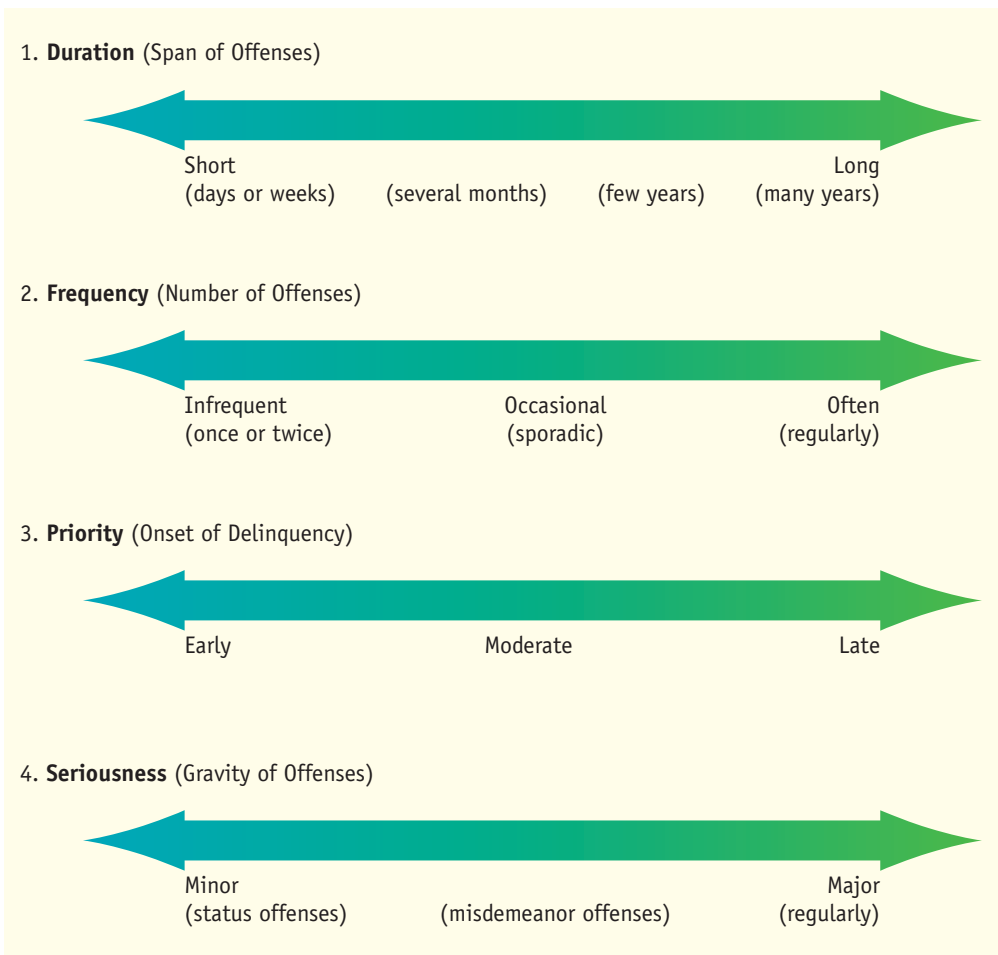 1. Duration (Span of Offenses)
Short Long
(days or weeks) (several months) (few years) (many years)
2. Frequency (Number of Offenses)
Infrequent Occasional Often
(once or twice) (sporadic) (regularly)
3. Priority (Onset of Delinquency)
Early Moderate Late
4. Seriousness (Gravity of Offenses)
Minor Major
(status offenses) (misdemeanor offenses) (regularly)